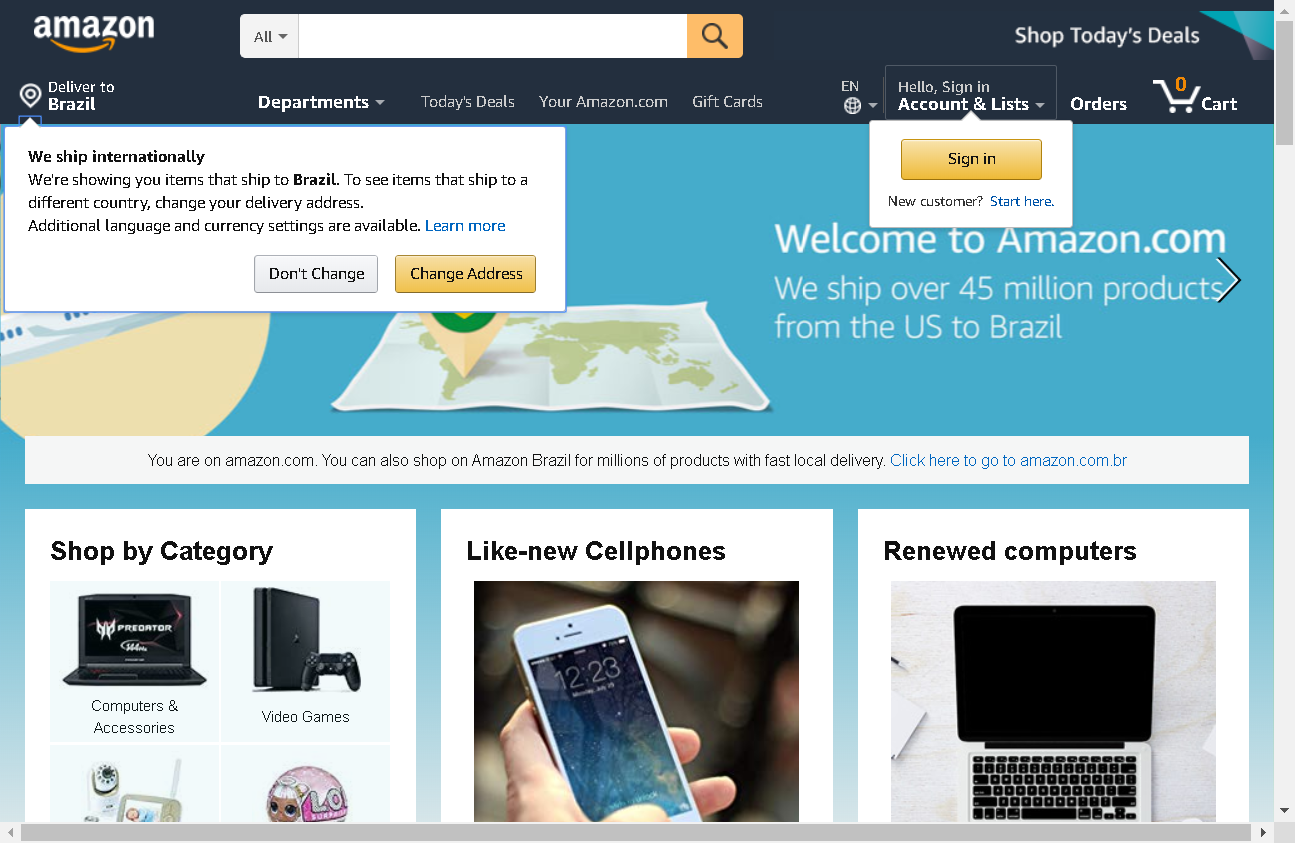 amazon
All
Shop Today's Deals
Deliver to
Brazil
Departments
Today's Deals
Your Amazon.com
Gift Cards
EN
Hello, Sign in
Account & Lists
Orders
0
Cart
We ship internationally
We're showing you items that ship to Brazil. To see items that ship to a
different country, change your delivery address.
Additional language and currency settings are available. Learn more
Don't Change
Change Address
Sign in
New customer? Start here.
Welcome to Amazon.com
We ship over 45 million products
from the US to Brazil
You are on amazon.com. You can also shop on Amazon Brazil for millions of products with fast local delivery. Click here to go to amazon.com.br
Shop by Category
Like-new Cellphones
Renewed computers
PREDATOR
144Hz
Computers &
Accessories
Video Games
12:23
LOL
SURPRISE